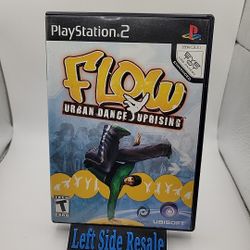 PlayStation 2
FLOW
URBAN DANCE UPRISING
T
UBISOFT
Left Side Resale